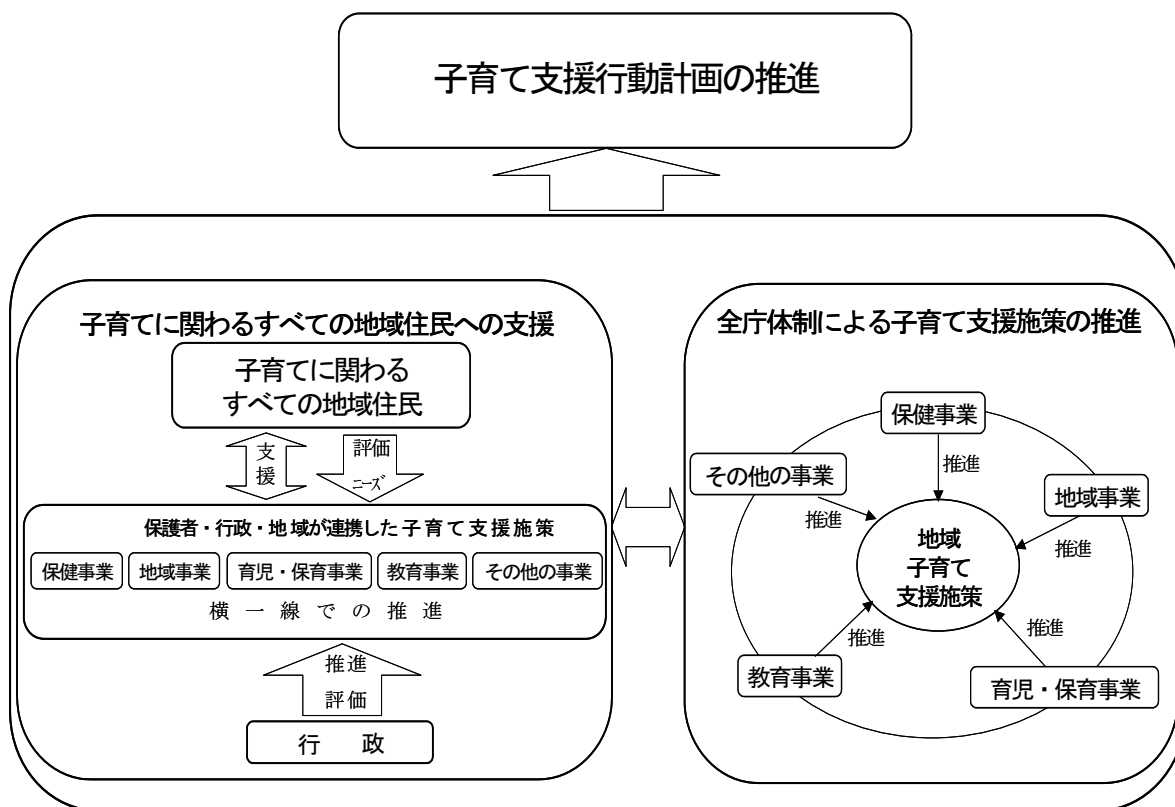 子育て支援行動計画の推進
子育てに関わるすべての地域住民への支援
子育てに関わる
すべての地域住民
支援
評価
ニーズ
保護者・行政・地域が連携した子育て支援施策
保健事業
地域事業
育児・保育事業
教育事業
その他の事業
横一線での推進
推進
評価
行 政
全庁体制による子育て支援施策の推進
保健事業
推進
その他の事業
推進
地域事業
推進
地域
子育て
支援施策
推進
教育事業
推進
育児・保育事業